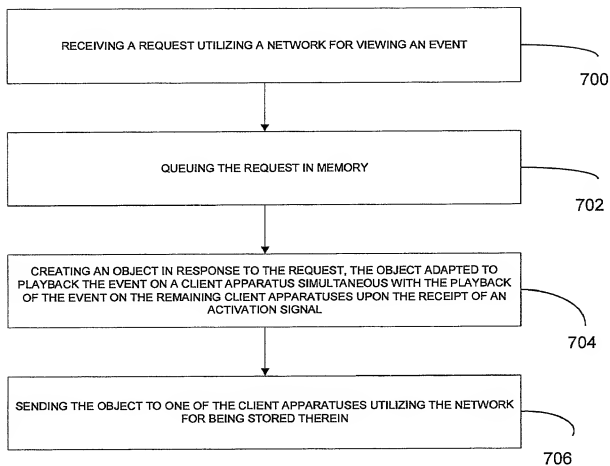 RECEIVING A REQUEST UTILIZING A NETWORK FOR VIEWING AN EVENT
700
QUEUING THE REQUEST IN MEMORY
702
CREATING AN OBJECT IN RESPONSE TO THE REQUEST, THE OBJECT ADAPTED TO
PLAYBACK THE EVENT ON A CLIENT APPARATUS SIMULTANEOUS WITH THE PLAYBACK
OF THE EVENT ON THE REMAINING CLIENT APPARATUSES UPON THE RECEIPT OF AN
ACTIVATION SIGNAL
704
SENDING THE OBJECT TO ONE OF THE CLIENT APPARATUSES UTILIZING THE NETWORK
FOR BEING STORED THEREIN
706